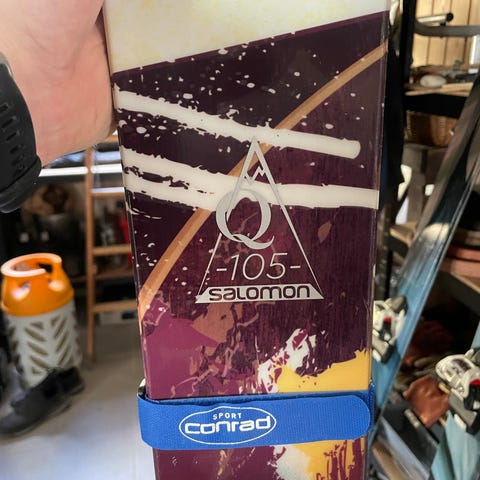 Q
-105-
salomon
SPORT
conrad